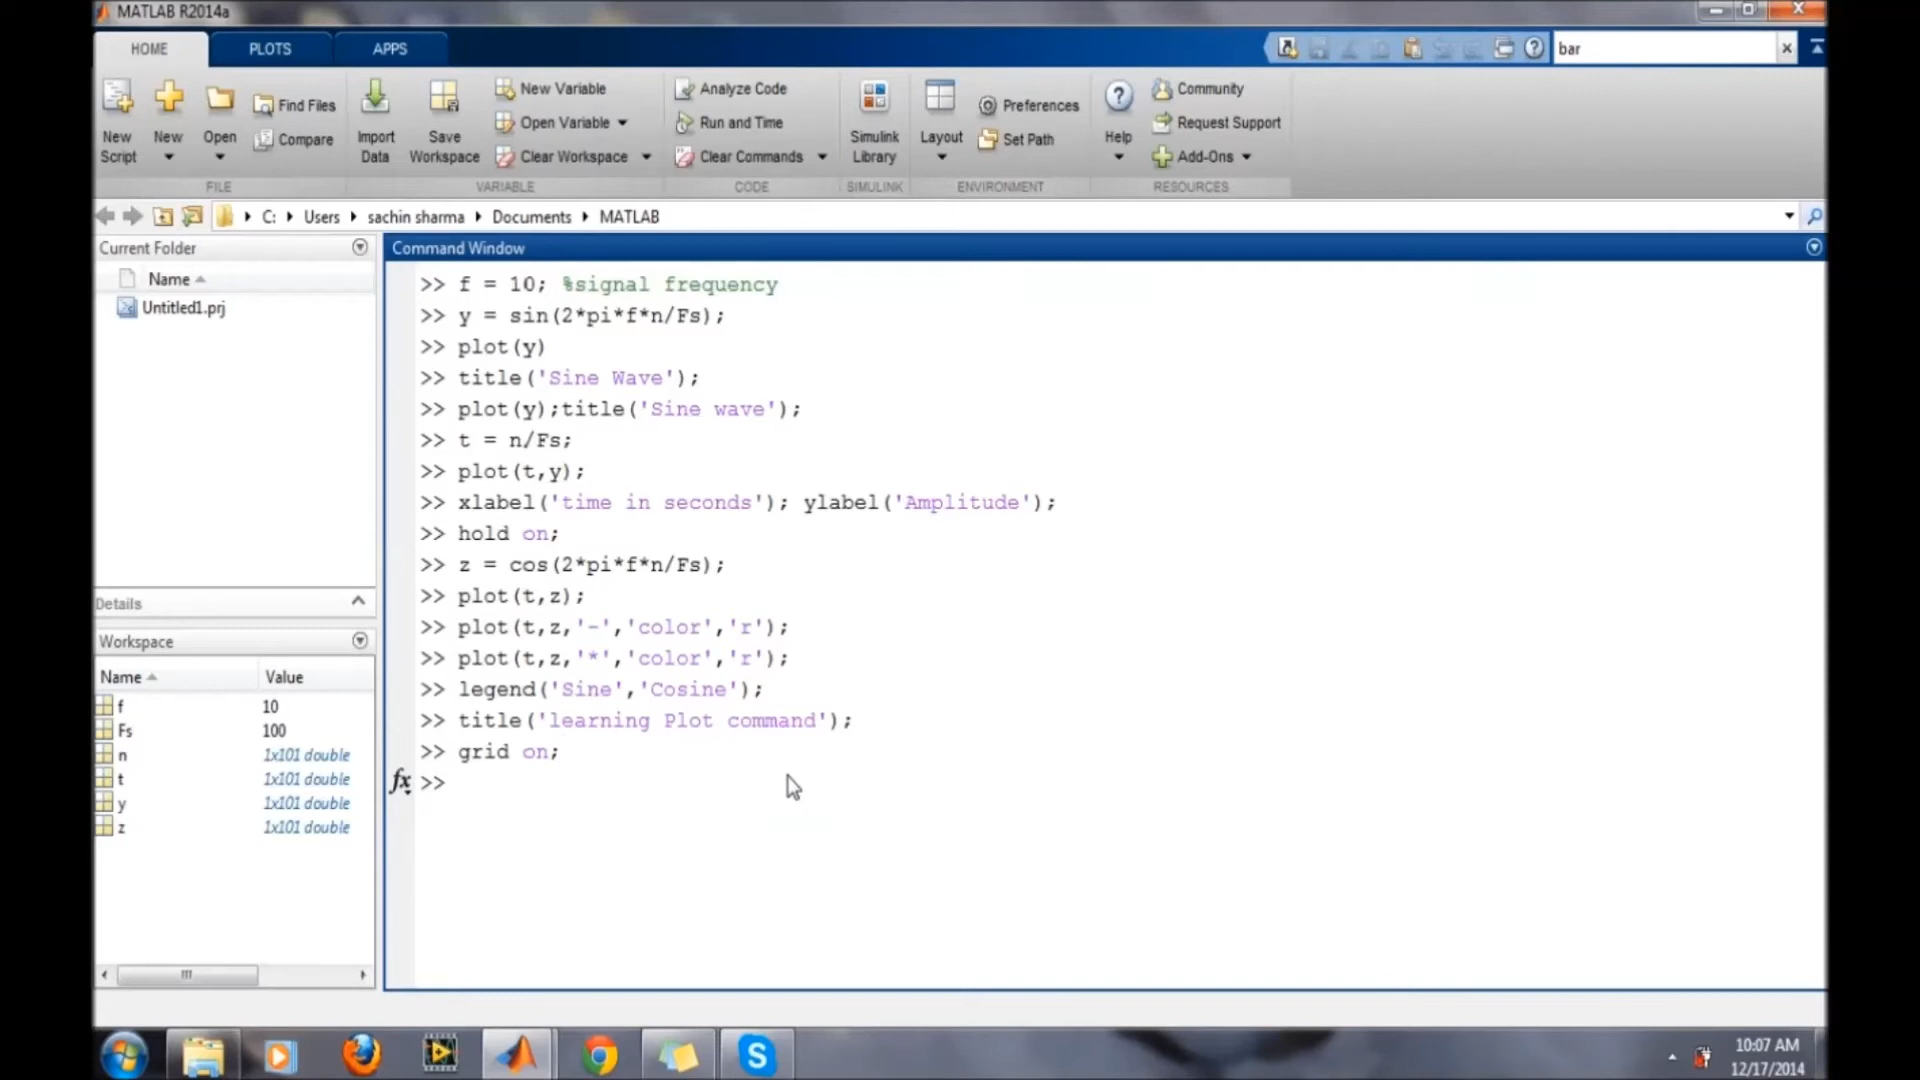 MATLAB R2014a
HOME
PLOTS
APPS
bar
New Script
New
Open
Find Files
Compare
Import Data
Save Workspace
New Variable
Open Variable
Clear Workspace
Analyze Code
Run and Time
Clear Commands
Simulink Library
Layout
Preferences
Set Path
Help
Community
Request Support
Add-Ons
FILE
VARIABLE
CODE
SIMULINK
ENVIRONMENT
RESOURCES
C: Users sachin sharma Documents MATLAB
Current Folder
Name
Untitled1.prj
Details
Workspace
Name Value
f 10
Fs 100
n 1x101 double
t 1x101 double
y 1x101 double
z 1x101 double
Command Window
>> f = 10; %signal frequency
>> y = sin(2*pi*f*n/Fs);
>> plot(y)
>> title('Sine Wave');
>> plot(y);title('Sine wave');
>> t = n/Fs;
>> plot(t,y);
>> xlabel('time in seconds'); ylabel('Amplitude');
>> hold on;
>> z = cos(2*pi*f*n/Fs);
>> plot(t,z);
>> plot(t,z,'-','color','r');
>> plot(t,z,'*','color','r');
>> legend('Sine','Cosine');
>> title('learning Plot command');
>> grid on;
fx >>
10:07 AM
12/17/2014